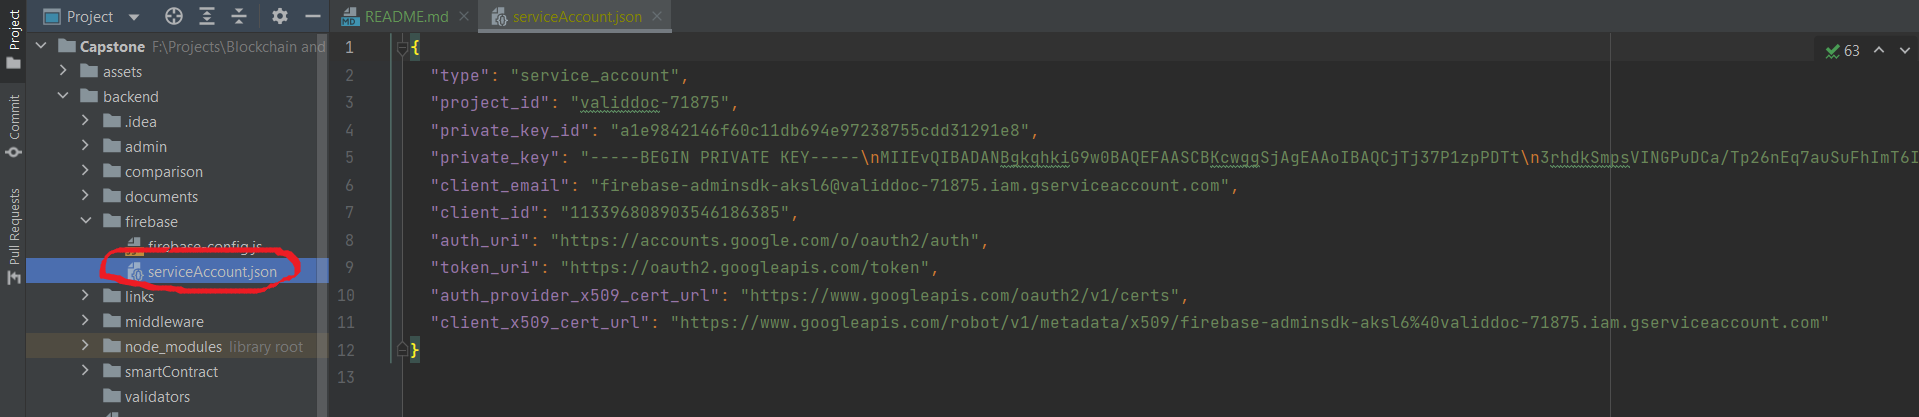 Project
Commit
Pull Requests
Project
Capstone F:\Projects\Blockchain and
assets
backend
.idea
admin
comparison
documents
firebase
firebase-config.js
serviceAccount.json
links
middleware
node_modules library root
smartContract
validators
README.md
serviceAccount.json
63
1 {
2 "type": "service_account",
3 "project_id": "validdoc-71875",
4 "private_key_id": "a1e9842146f60c11db694e97238755cdd31291e8",
5 "private_key": "-----BEGIN PRIVATE KEY-----\nMIIEvQIBADANBgkqhkiG9w0BAQEFAASCBKcwggSjAgEAAoIBAQCjTj37P1zpPDTt\n3rhdkSmpsVINGPuDCa/Tp26nEq7auSuFhImT6I
6 "client_email": "firebase-adminsdk-aksl6@validdoc-71875.iam.gserviceaccount.com",
7 "client_id": "113396808903546186385",
8 "auth_uri": "https://accounts.google.com/o/oauth2/auth",
9 "token_uri": "https://oauth2.googleapis.com/token",
10 "auth_provider_x509_cert_url": "https://www.googleapis.com/oauth2/v1/certs",
11 "client_x509_cert_url": "https://www.googleapis.com/robot/v1/metadata/x509/firebase-adminsdk-aksl6%40validdoc-71875.iam.gserviceaccount.com"
12 }
13